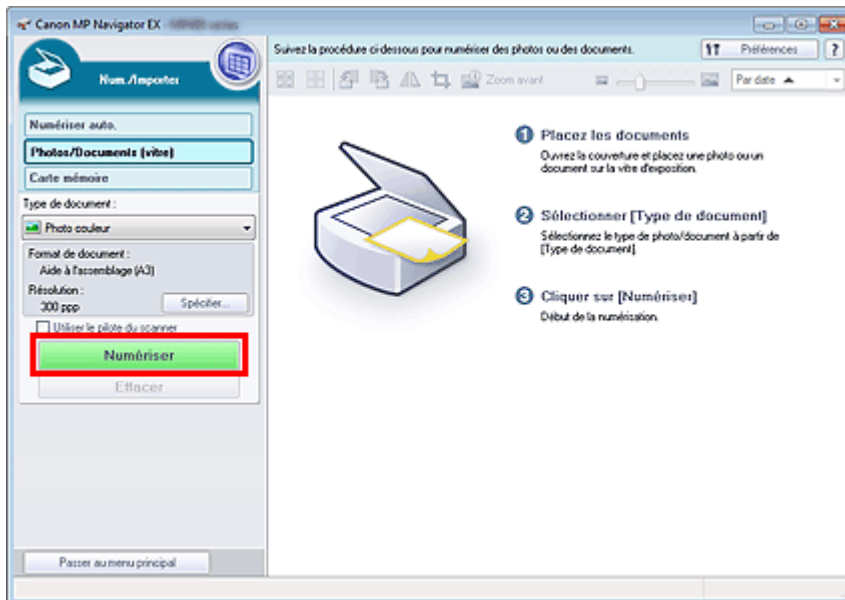 Canon MP Navigator EX
Suivez la procédure ci-dessous pour numériser des photos ou des documents.
Préférences
?
Num./Importer
Zoom avant
Par date
Numériser auto.
Photos/Documents (vitre)
Carte mémoire
Type de document :
Photo couleur
Format de document :
Aide à l'assemblage (A3)
Résolution :
300 ppp
Spécifier...
Utiliser le pilote du scanner
Numériser
Effacer
1 Placez les documents
Ouvrez la couverture et placez une photo ou un
document sur la vitre d'exposition.
2 Sélectionner [Type de document]
Sélectionnez le type de photo/document à partir de
[Type de document].
3 Cliquer sur [Numériser]
Début de la numérisation.
Passer au menu principal